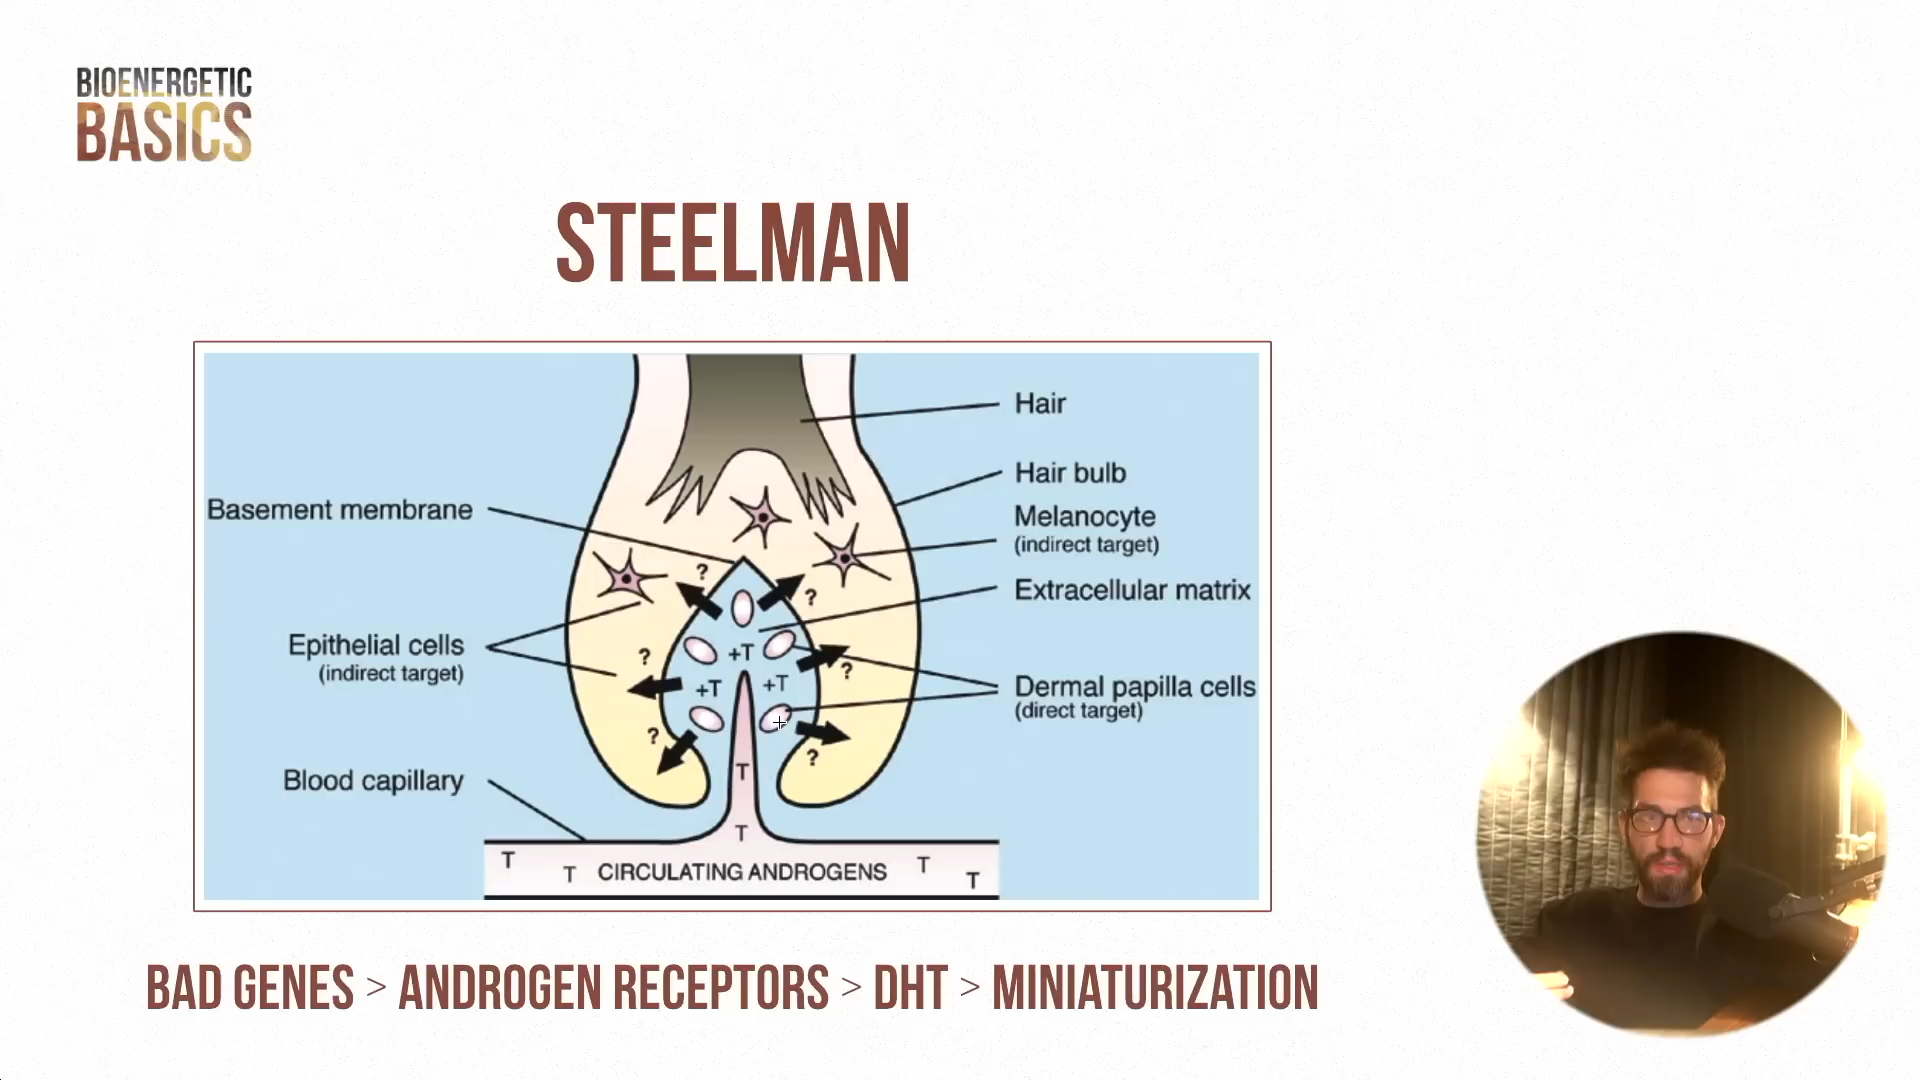 BIOENERGETIC
BASICS
STEELMAN
Hair
Hair bulb
Basement membrane
Melanocyte
(indirect target)
?
?
Extracellular matrix
Epithelial cells
(indirect target)
?
+T
?
+T
+T
Dermal papilla cells
(direct target)
?
?
Blood capillary
T
T
T
T
CIRCULATING ANDROGENS
T
T
BAD GENES > ANDROGEN RECEPTORS > DHT > MINIATURIZATION